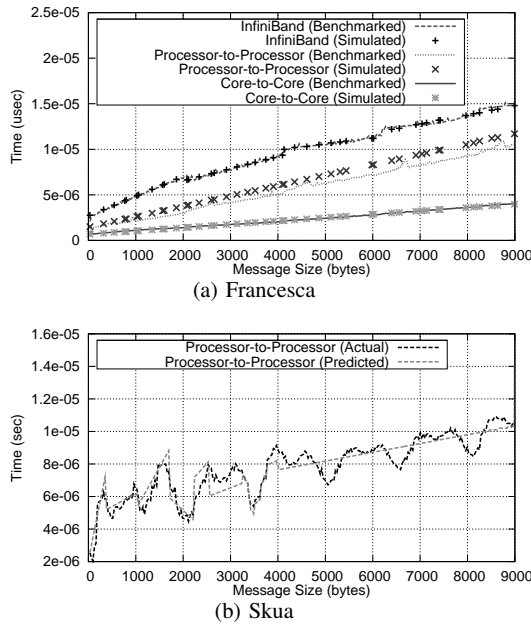 2.5e-05
2e-05
1.5e-05
1e-05
5e-06
0
Time (usec)
InfiniBand (Benchmarked)
InfiniBand (Simulated)
Processor-to-Processor (Benchmarked)
Processor-to-Processor (Simulated)
Core-to-Core (Benchmarked)
Core-to-Core (Simulated)
0 1000 2000 3000 4000 5000 6000 7000 8000 9000
Message Size (bytes)
(a) Francesca
1.6e-05
1.4e-05
1.2e-05
1e-05
8e-06
6e-06
4e-06
2e-06
Time (sec)
Processor-to-Processor (Actual)
Processor-to-Processor (Predicted)
0 1000 2000 3000 4000 5000 6000 7000 8000 9000
Message Size (bytes)
(b) Skua